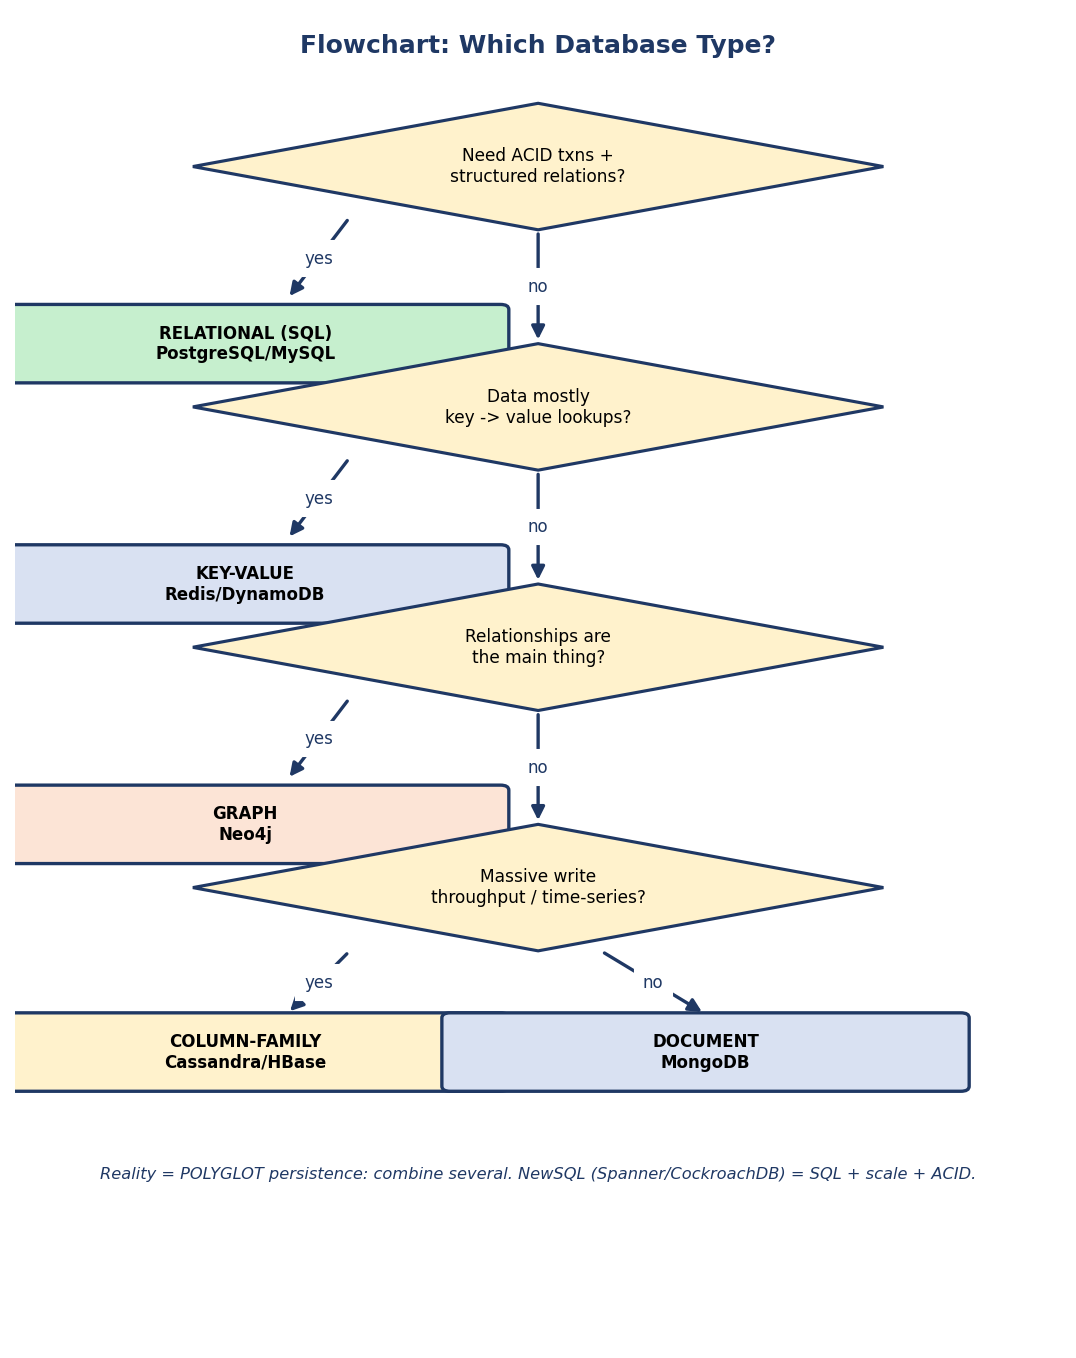 Flowchart: Which Database Type?
Need ACID txns +
structured relations?
yes
no
RELATIONAL (SQL)
PostgreSQL/MySQL
Data mostly
key -> value lookups?
yes
no
KEY-VALUE
Redis/DynamoDB
Relationships are
the main thing?
yes
no
GRAPH
Neo4j
Massive write
throughput / time-series?
yes
no
COLUMN-FAMILY
Cassandra/HBase
DOCUMENT
MongoDB
Reality = POLYGLOT persistence: combine several. NewSQL (Spanner/CockroachDB) = SQL + scale + ACID.